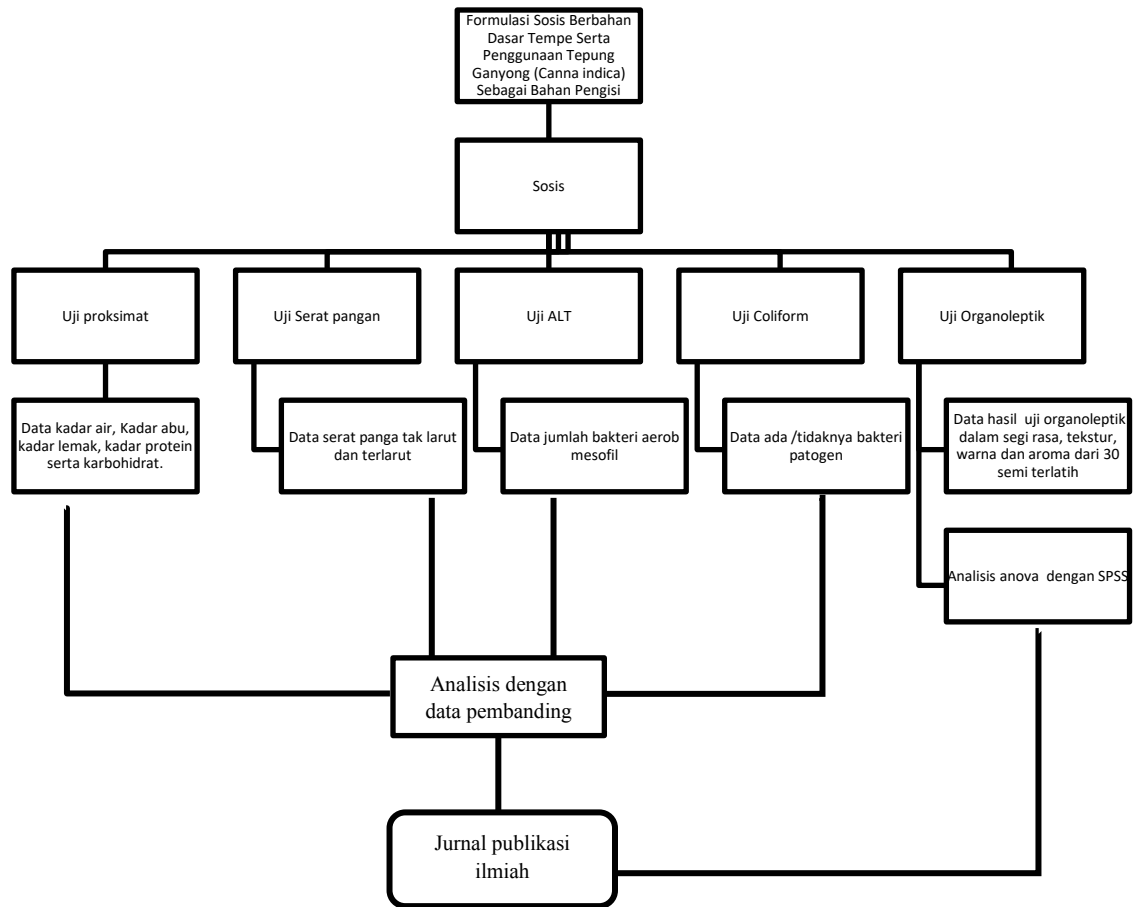 Formulasi Sosis Berbahan
Dasar Tempe Serta
Penggunaan Tepung
Ganyong (Canna indica)
Sebagai Bahan Pengisi
Sosis
Uji proksimat
Uji Serat pangan
Uji ALT
Uji Coliform
Uji Organoleptik
Data kadar air, Kadar abu,
kadar lemak, kadar protein
serta karbohidrat.
Data serat panga tak larut
dan terlarut
Data jumlah bakteri aerob
mesofil
Data ada /tidaknya bakteri
patogen
Data hasil uji organoleptik
dalam segi rasa, tekstur,
warna dan aroma dari 30
semi terlatih
Analisis anova dengan SPSS
Analisis dengan
data pembanding
Jurnal publikasi
ilmiah